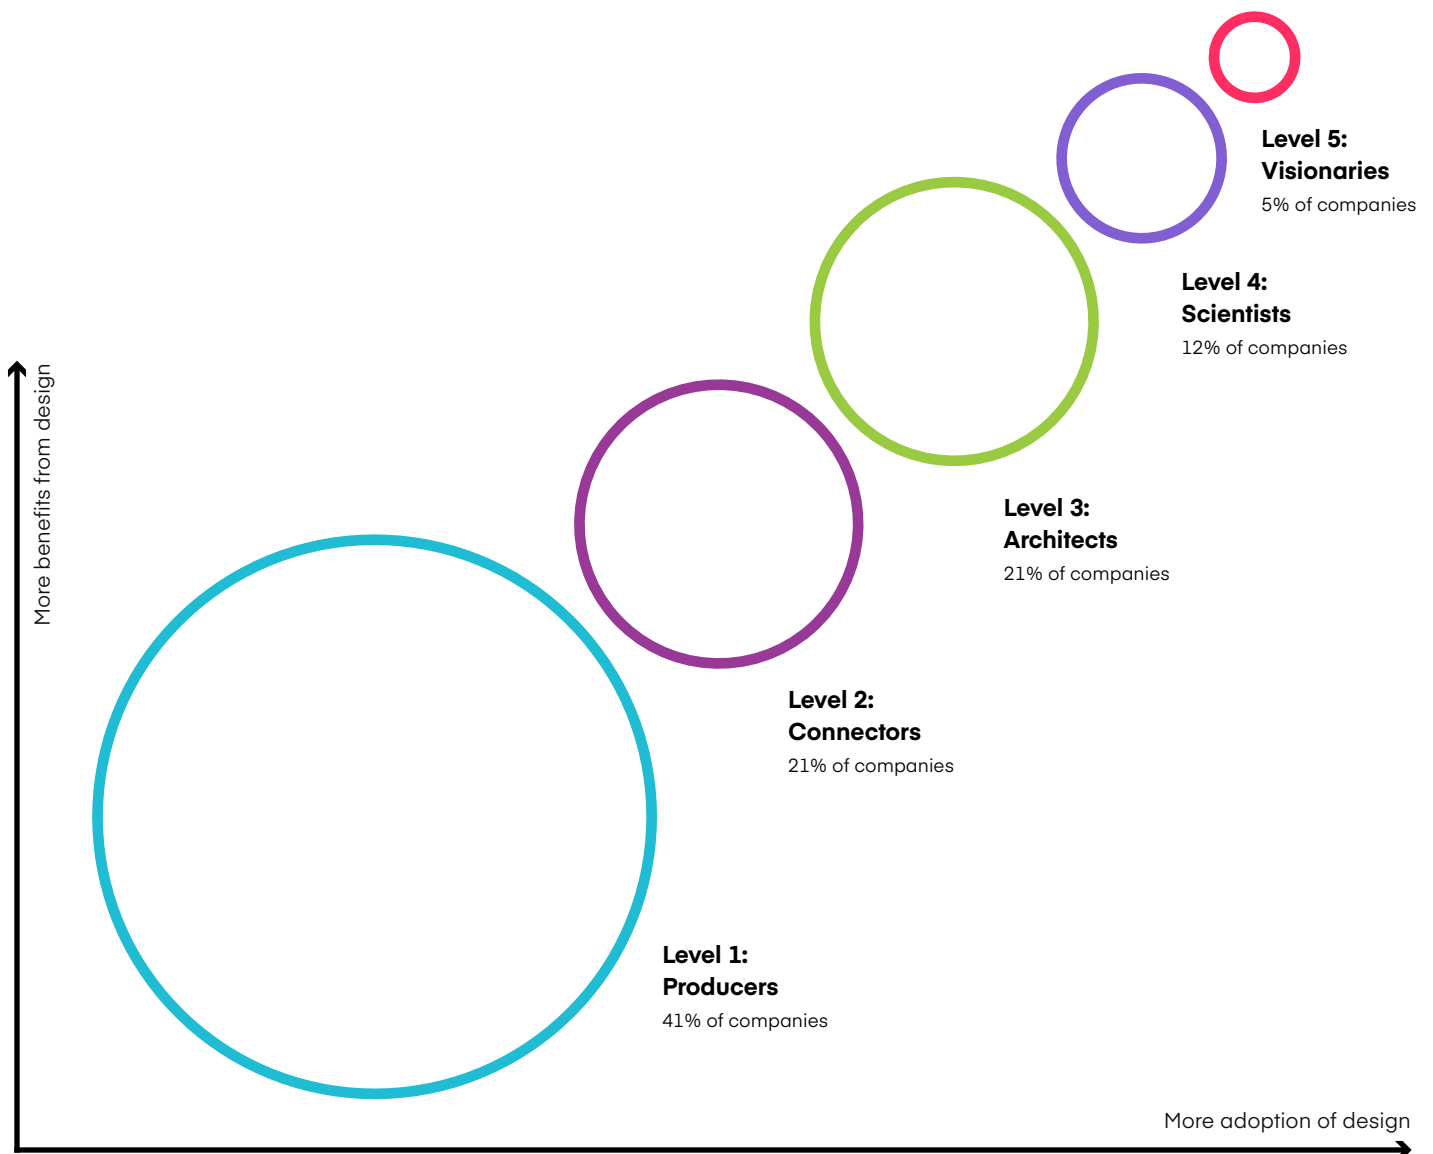 Level 5:
Visionaries
5% of companies
Level 4:
Scientists
12% of companies
More benefits from design
Level 3:
Architects
21% of companies
Level 2:
Connectors
21% of companies
Level 1:
Producers
41% of companies
More adoption of design